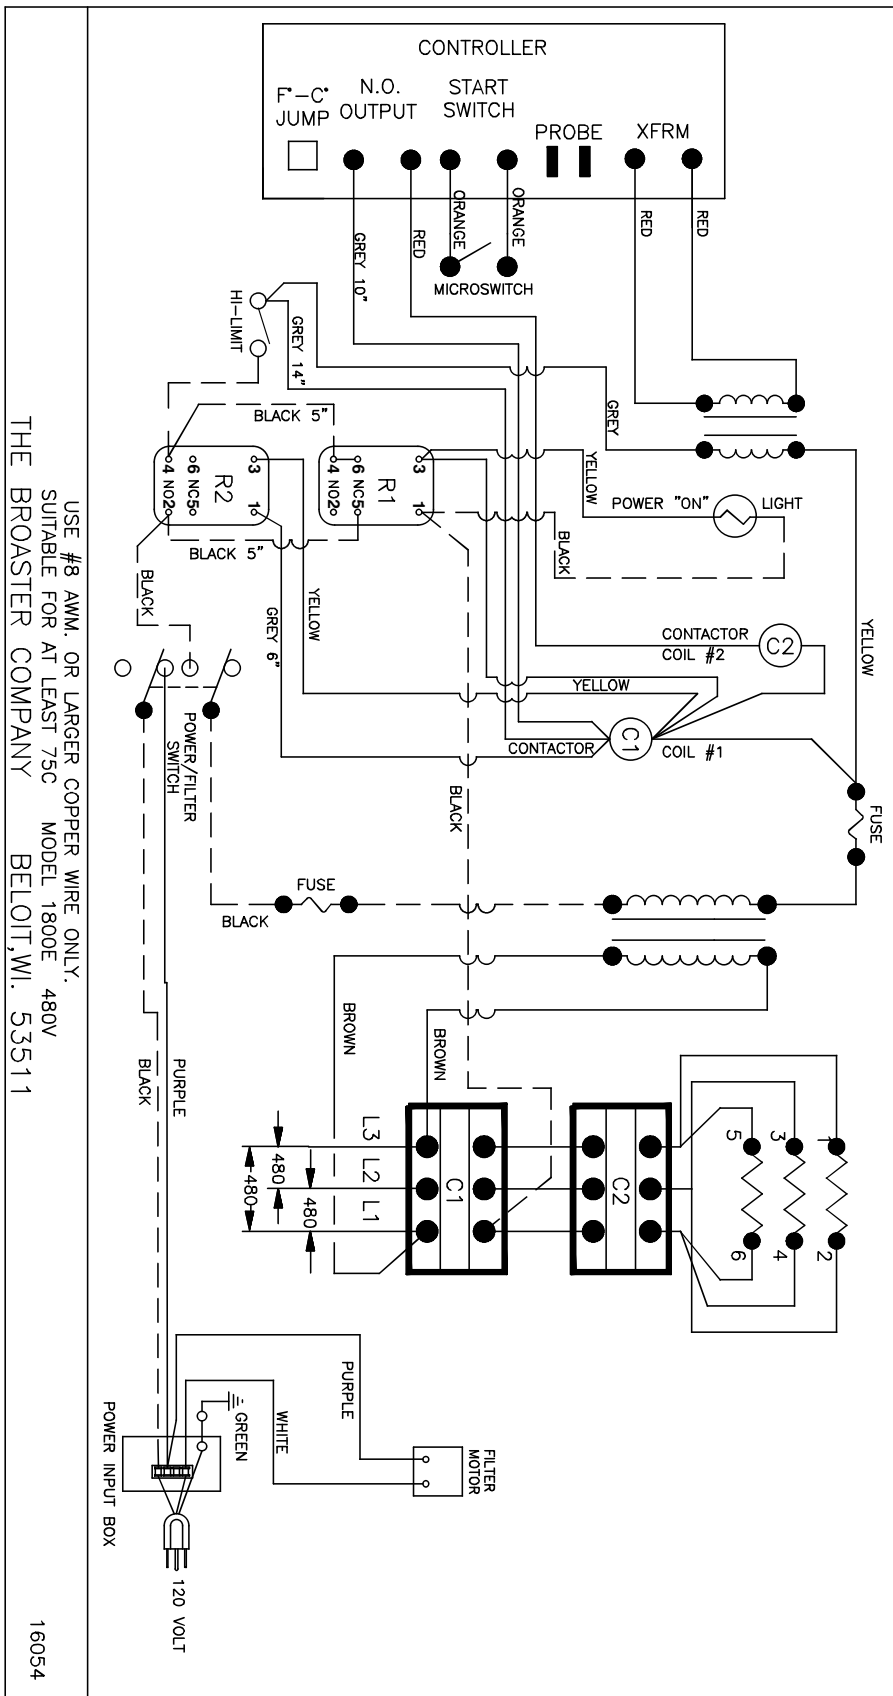 CONTROLLER
F°-C°
JUMP
N.O.
OUTPUT
START
SWITCH
PROBE
XFRM
GREY 10"
RED
ORANGE
ORANGE
RED
RED
MICROSWITCH
HI-LIMIT
GREY 14"
BLACK 5"
GREY
4 NO2
6 NC5
R2
3
1
4 NO2
6 NC5
R1
3
1
YELLOW
POWER "ON"
LIGHT
BLACK 5"
BLACK
BLACK
GREY 6"
YELLOW
CONTACTOR
COIL #2
C2
YELLOW
YELLOW
CONTACTOR
C1
COIL #1
POWER/FILTER
SWITCH
BLACK
FUSE
FUSE
BLACK
BROWN
BROWN
PURPLE
BLACK
L3
L2
L1
480
480
480
C1
C2
5
3
1
6
4
2
PURPLE
WHITE
GREEN
FILTER
MOTOR
POWER INPUT BOX
120 VOLT
USE #8 AWM. OR LARGER COPPER WIRE ONLY.
SUITABLE FOR AT LEAST 75C MODEL 1800E 480V
THE BROASTER COMPANY BELOIT,WI. 53511
16054